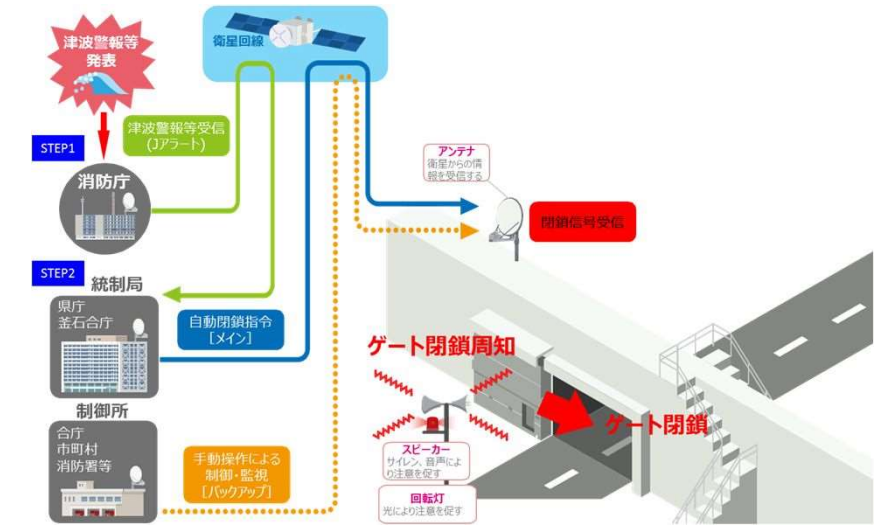 津波警報等
発表
衛星回線
津波警報等受信
(Jアラート)
STEP1
消防庁
アンテナ
衛星からの情
報を受信する
閉鎖信号受信
STEP2
統制局
県庁
釜石合庁
自動閉鎖指令
[メイン]
ゲート閉鎖周知
ゲート閉鎖
制御所
合庁
市町村
消防署等
手動操作による
制御・監視
[バックアップ]
スピーカー
サイレン、音声によ
り注意を促す
回転灯
光により注意を促す